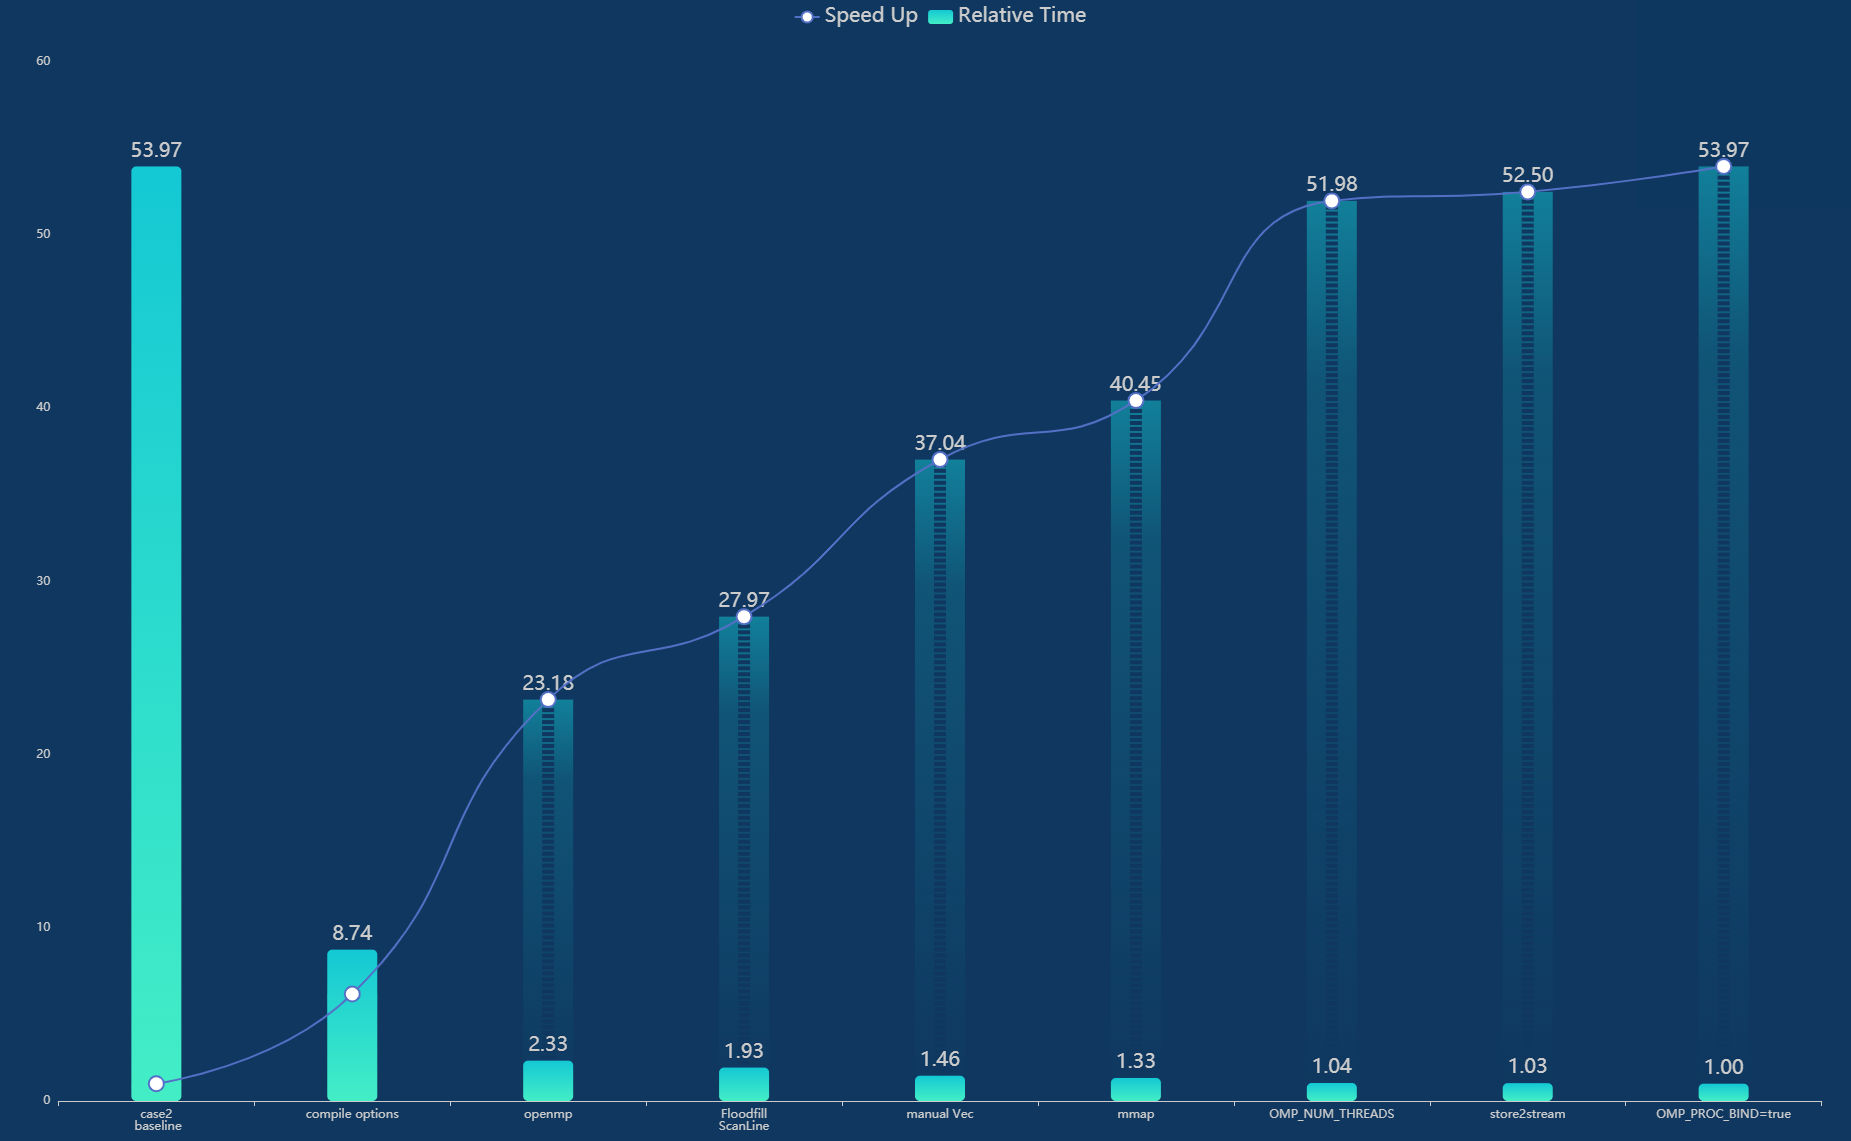 Speed Up Relative Time
60
50
40
30
20
10
0
53.97
8.74
23.18
2.33
27.97
1.93
37.04
1.46
40.45
1.33
51.98
1.04
52.50
1.03
53.97
1.00
case2
baseline
compile options
openmp
Floodfill
ScanLine
manual Vec
mmap
OMP_NUM_THREADS
store2stream
OMP_PROC_BIND=true